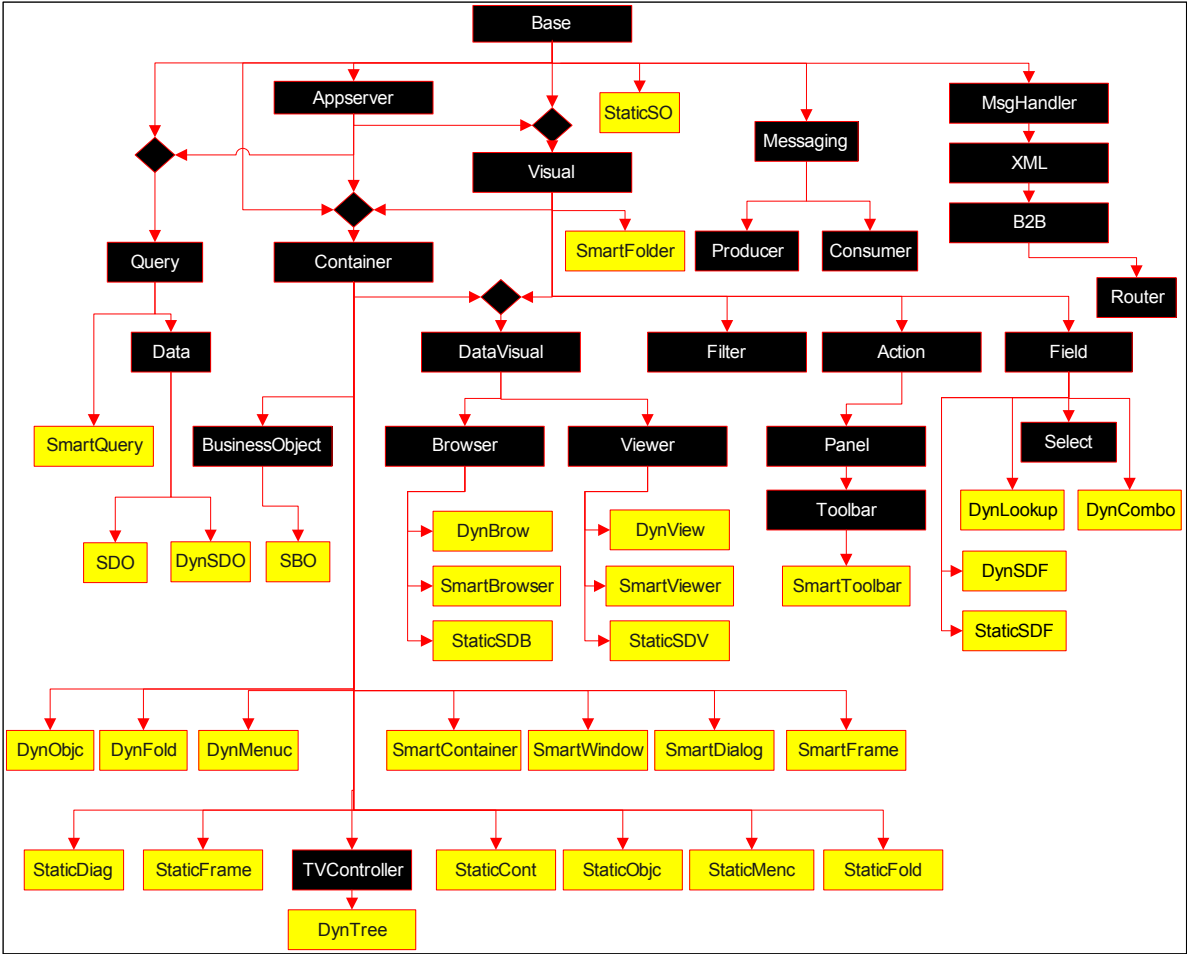 Base
Appserver
StaticSO
MsgHandler
Messaging
XML
Visual
B2B
Query
Container
SmartFolder
Producer
Consumer
Router
Data
DataVisual
Filter
Action
Field
SmartQuery
BusinessObject
Browser
Viewer
Panel
Select
DynBrow
DynView
Toolbar
DynLookup
DynCombo
SDO
DynSDO
SBO
SmartBrowser
SmartViewer
SmartToolbar
DynSDF
StaticSDB
StaticSDV
StaticSDF
DynObjc
DynFold
DynMenuc
SmartContainer
SmartWindow
SmartDialog
SmartFrame
StaticDiag
StaticFrame
TVController
StaticCont
StaticObjc
StaticMenc
StaticFold
DynTree